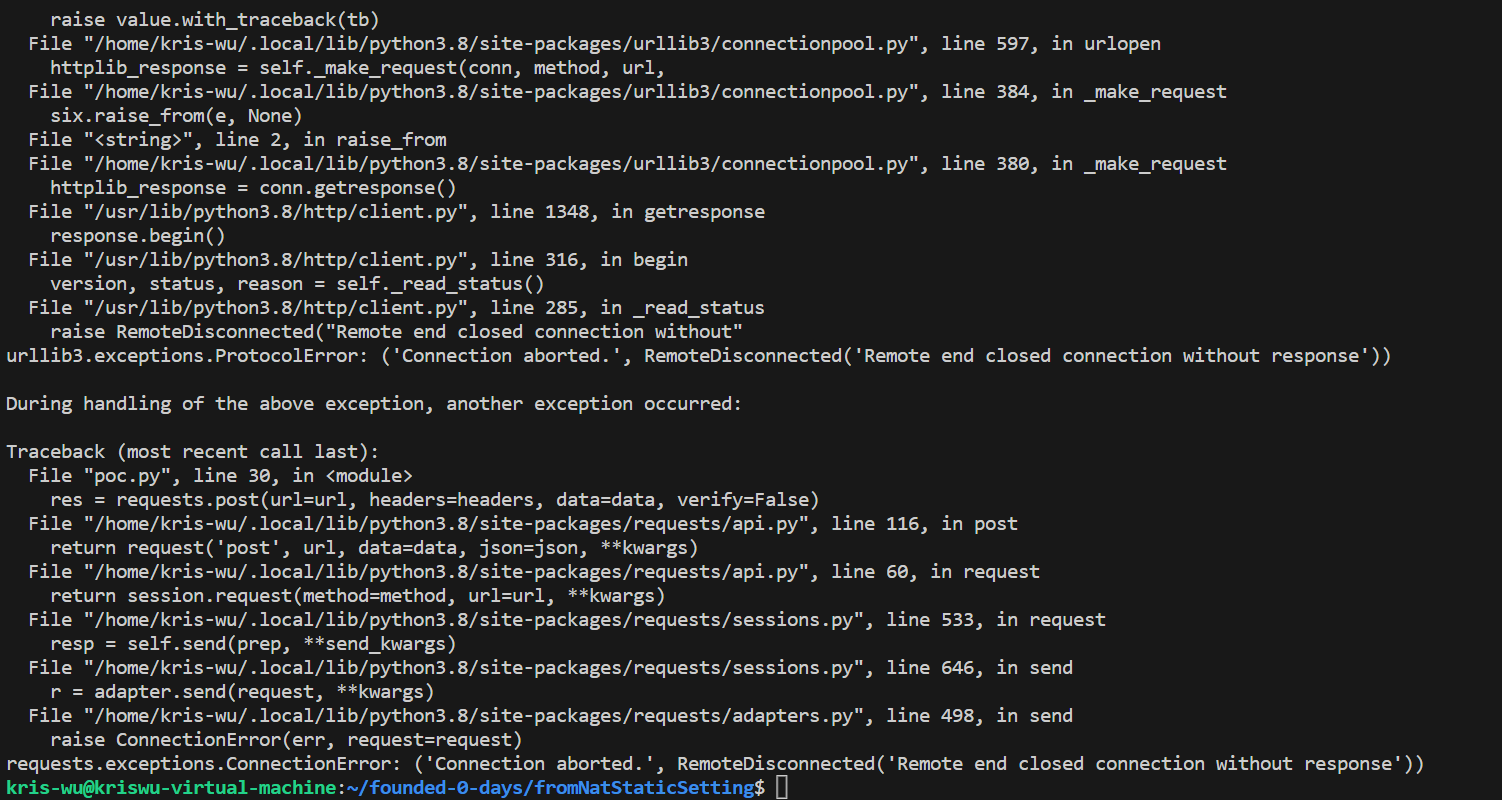 raise value.with_traceback(tb)
  File "/home/kris-wu/.local/lib/python3.8/site-packages/urllib3/connectionpool.py", line 597, in urlopen
    httplib_response = self._make_request(conn, method, url,
  File "/home/kris-wu/.local/lib/python3.8/site-packages/urllib3/connectionpool.py", line 384, in _make_request
    six.raise_from(e, None)
  File "<string>", line 2, in raise_from
  File "/home/kris-wu/.local/lib/python3.8/site-packages/urllib3/connectionpool.py", line 380, in _make_request
    httplib_response = conn.getresponse()
  File "/usr/lib/python3.8/http/client.py", line 1348, in getresponse
    response.begin()
  File "/usr/lib/python3.8/http/client.py", line 316, in begin
    version, status, reason = self._read_status()
  File "/usr/lib/python3.8/http/client.py", line 285, in _read_status
    raise RemoteDisconnected("Remote end closed connection without"
urllib3.exceptions.ProtocolError: ('Connection aborted.', RemoteDisconnected('Remote end closed connection without response'))

During handling of the above exception, another exception occurred:

Traceback (most recent call last):
  File "poc.py", line 30, in <module>
    res = requests.post(url=url, headers=headers, data=data, verify=False)
  File "/home/kris-wu/.local/lib/python3.8/site-packages/requests/api.py", line 116, in post
    return request('post', url, data=data, json=json, **kwargs)
  File "/home/kris-wu/.local/lib/python3.8/site-packages/requests/api.py", line 60, in request
    return session.request(method=method, url=url, **kwargs)
  File "/home/kris-wu/.local/lib/python3.8/site-packages/requests/sessions.py", line 533, in request
    resp = self.send(prep, **send_kwargs)
  File "/home/kris-wu/.local/lib/python3.8/site-packages/requests/sessions.py", line 646, in send
    r = adapter.send(request, **kwargs)
  File "/home/kris-wu/.local/lib/python3.8/site-packages/requests/adapters.py", line 498, in send
    raise ConnectionError(err, request=request)
requests.exceptions.ConnectionError: ('Connection aborted.', RemoteDisconnected('Remote end closed connection without response'))
kris-wu@kriswu-virtual-machine:~/founded-0-days/fromNatStaticSetting$